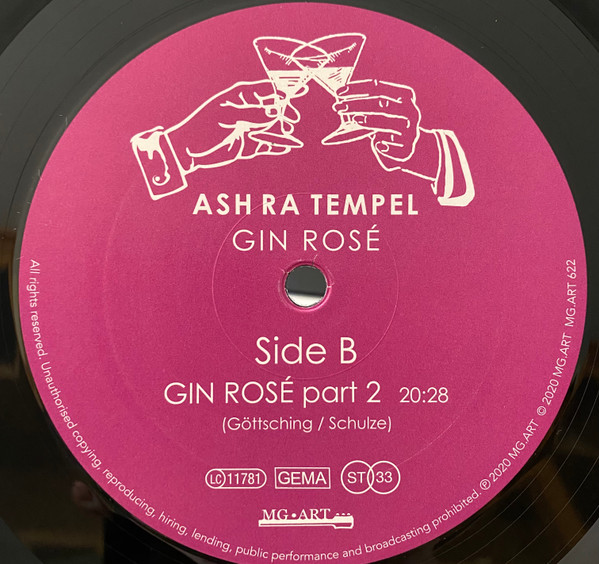 ASH RA TEMPEL
GIN ROSÉ
Side B
GIN ROSÉ part 2 20:28
(Göttsching / Schulze)
LC 11781 GEMA ST 33
MG•ART
All rights reserved. Unauthorised copying, reproducing, hiring, lending, public performance and broadcasting prohibited. ℗ 2020 MG.ART © 2020 MG.ART MG.ART 622